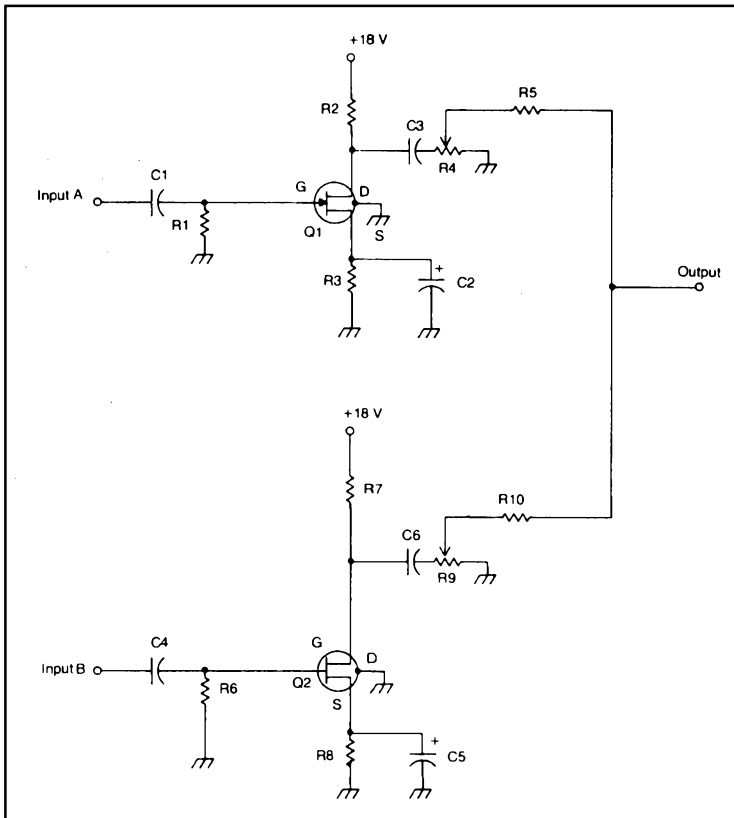 +18 V
R2
R5
C3
R4
C1
G
D
Input A
R1
Q1
S
R3
C2
Output
+18 V
R7
R10
C6
R9
C4
G
D
Input B
R6
Q2
S
R8
C5
+
+